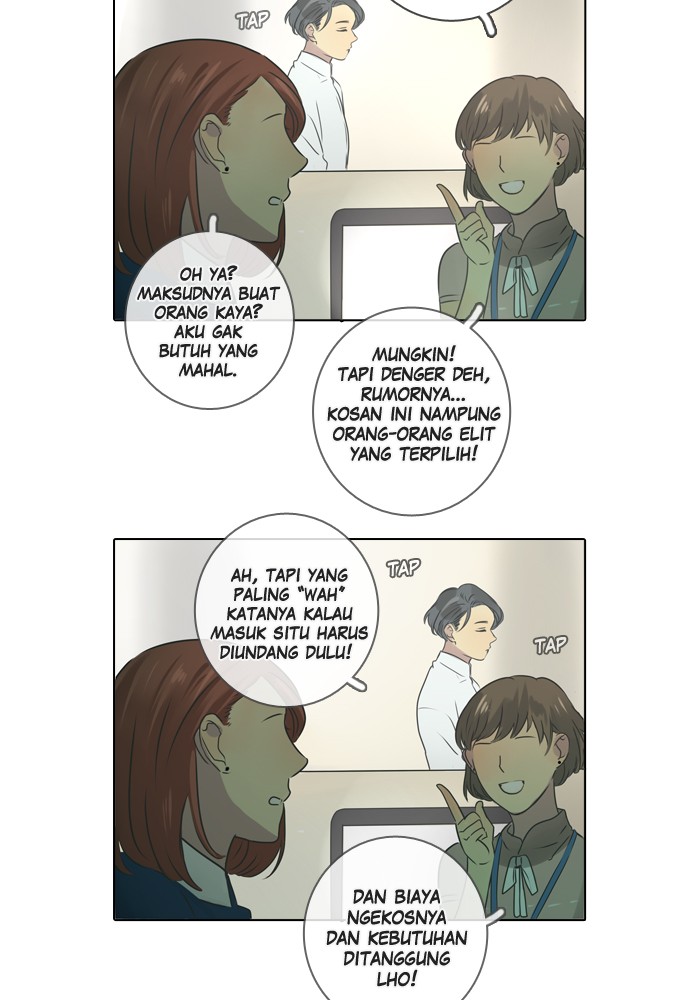 TAP
OH YA?
MAKSUDNYA BUAT
ORANG KAYA?
AKU GAK
BUTUH YANG
MAHAL.
MUNGKIN!
TAPI DENGER DEH,
RUMORNYA...
KOSAN INI NAMPUNG
ORANG-ORANG ELIT
YANG TERPILIH!
AH, TAPI YANG
PALING "WAH"
KATANYA KALAU
MASUK SITU HARUS
DIUNDANG DULU!
TAP
TAP
DAN BIAYA
NGEKOSNYA
DAN KEBUTUHAN
DITANGGUNG
LHO!